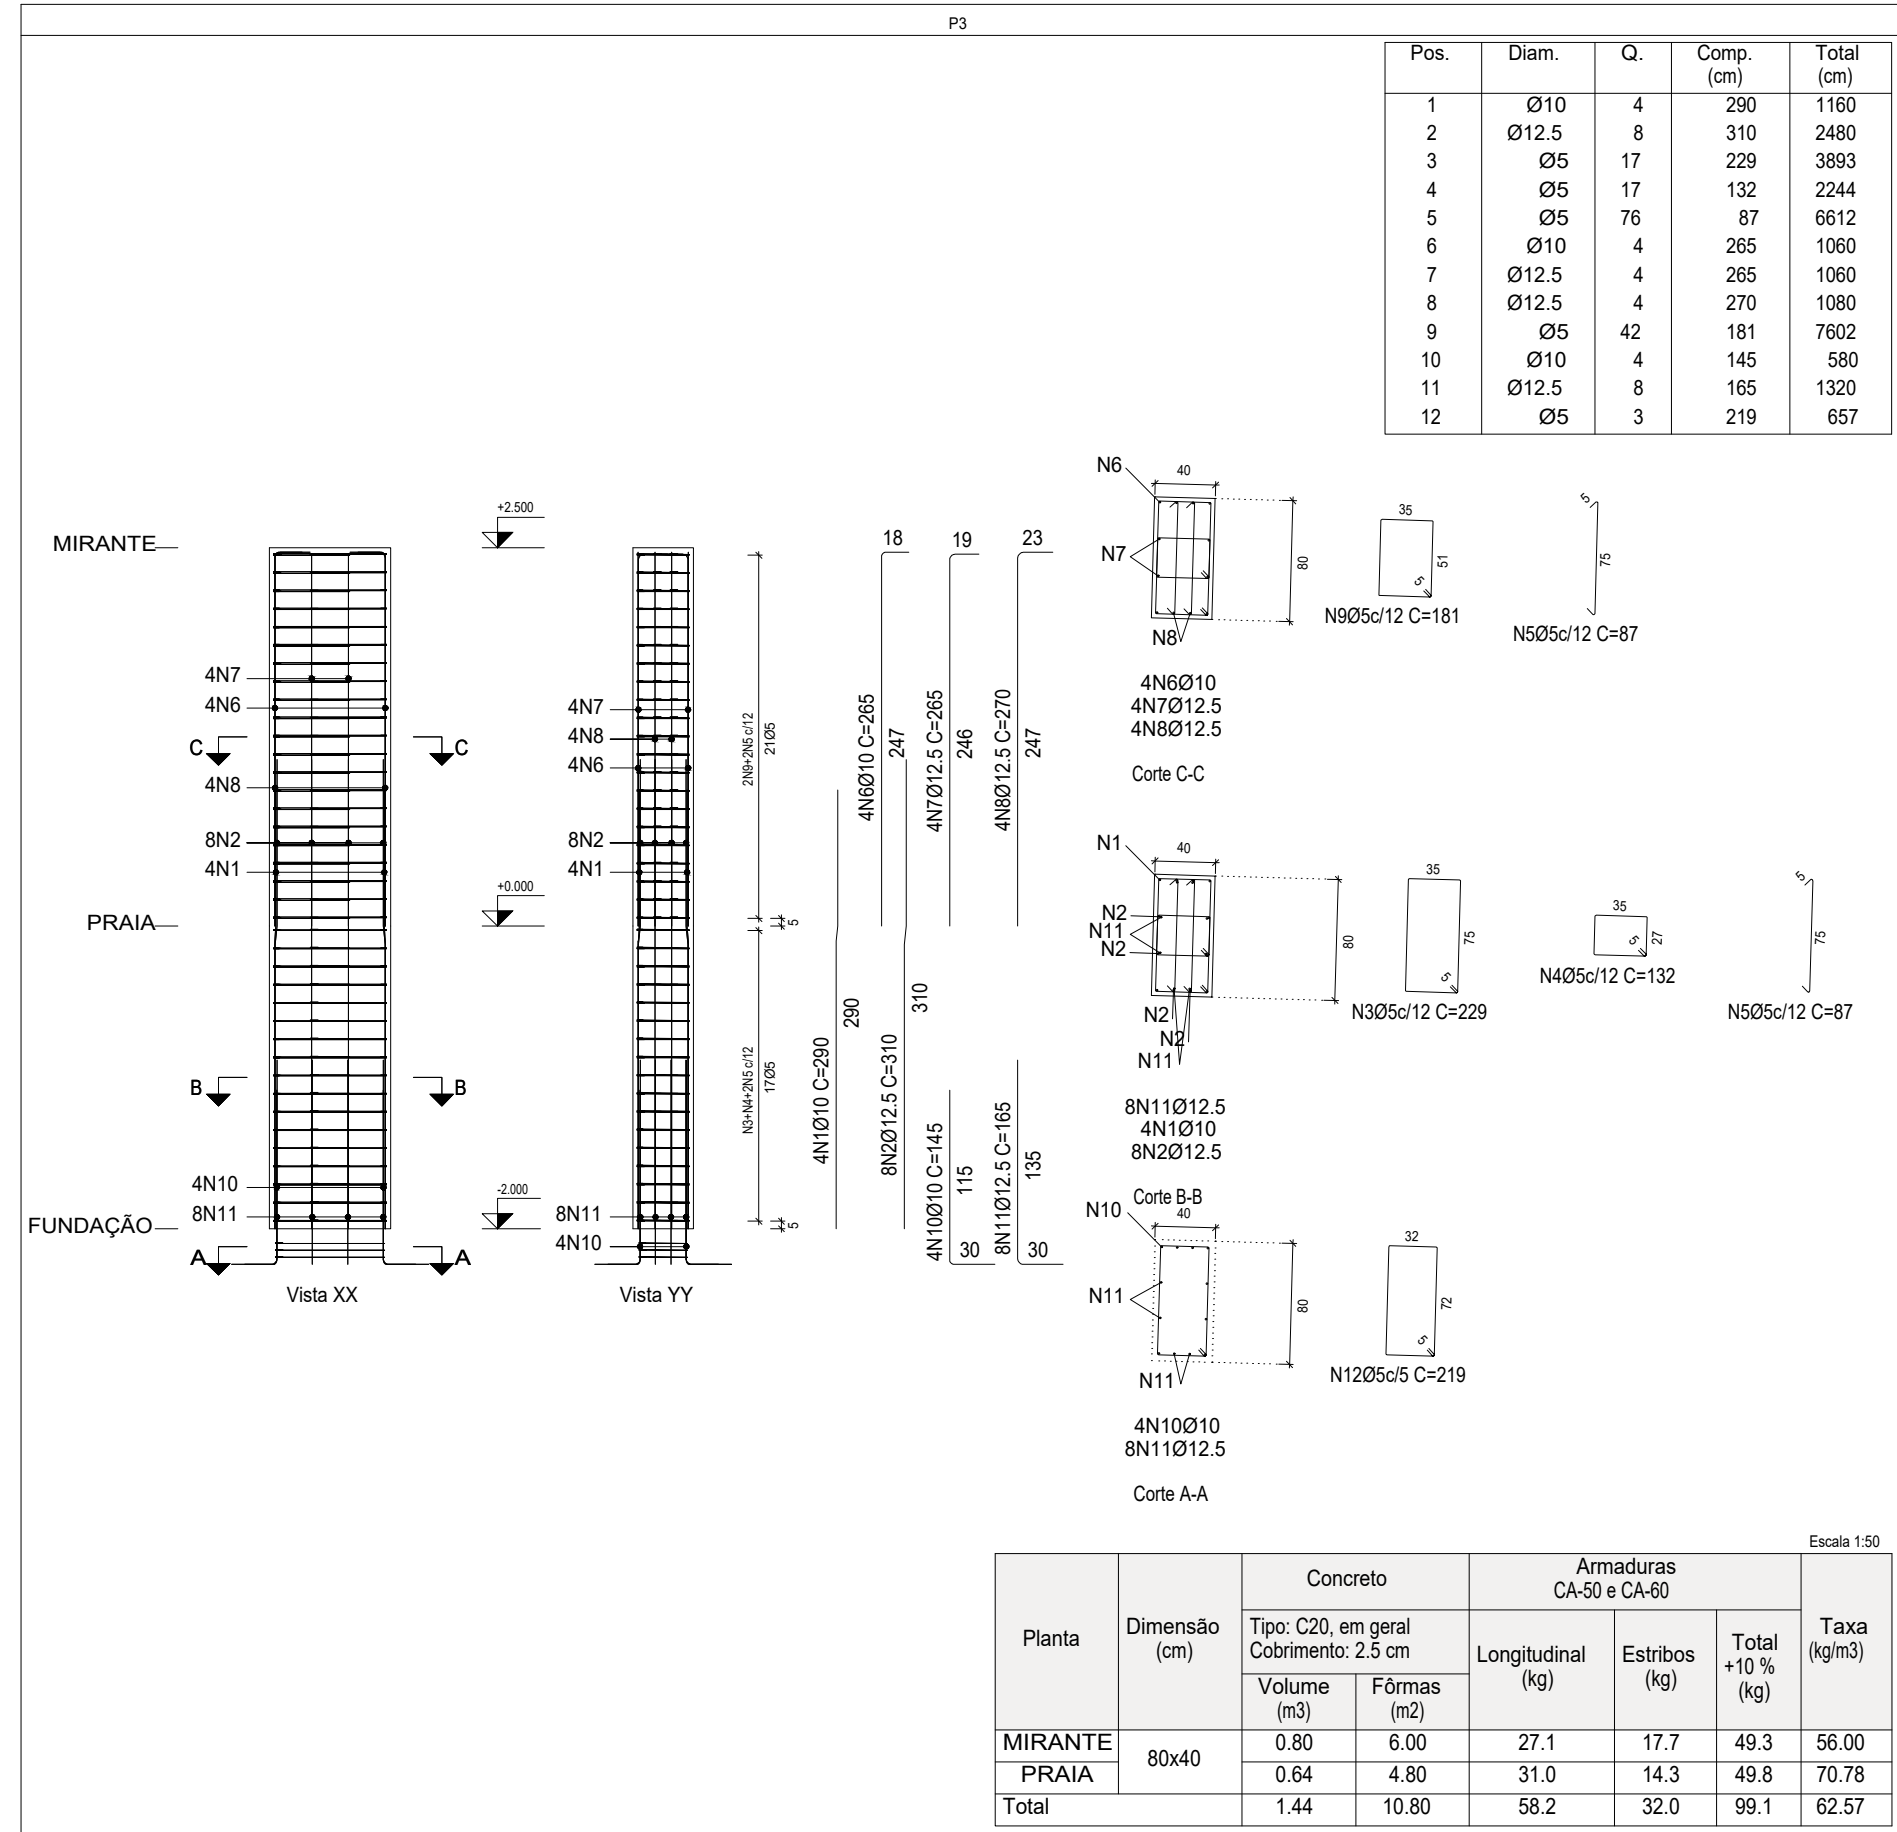 P3
Pos. Diam. Q. Comp. (cm) Total (cm)
1 Ø10 4 290 1160
2 Ø12.5 8 310 2480
3 Ø5 17 229 3893
4 Ø5 17 132 2244
5 Ø5 76 87 6612
6 Ø10 4 265 1060
7 Ø12.5 4 265 1060
8 Ø12.5 4 270 1080
9 Ø5 42 181 7602
10 Ø10 4 145 580
11 Ø12.5 8 165 1320
12 Ø5 3 219 657
MIRANTE
PRAIA
FUNDAÇÃO
4N7
4N6
C C
4N8
8N2
4N1
B B
4N10
8N11
A A
Vista XX
+2.500
+0.000
-2.000
4N7
4N8
4N6
8N2
4N1
8N11
4N10
Vista YY
2N9+2N5 c/12
21Ø5
5
N3+N4+2N5 c/12
17Ø5
5
4N1Ø10 C=290
290
8N2Ø12.5 C=310
310
18
4N6Ø10 C=265
247
19
4N7Ø12.5 C=265
246
23
4N8Ø12.5 C=270
247
4N10Ø10 C=145
115
30
8N11Ø12.5 C=165
135
30
N6
40
80
N7
N8
4N6Ø10
4N7Ø12.5
4N8Ø12.5
Corte C-C
35
51
5
N9Ø5c/12 C=181
5
75
N5Ø5c/12 C=87
N1
40
80
N2
N11
N2
N2
N2
N11
8N11Ø12.5
4N1Ø10
8N2Ø12.5
Corte B-B
35
75
5
N3Ø5c/12 C=229
35
27
5
N4Ø5c/12 C=132
5
75
N5Ø5c/12 C=87
N10
40
80
N11
N11
4N10Ø10
8N11Ø12.5
Corte A-A
32
72
5
N12Ø5c/5 C=219
Escala 1:50
Planta
Dimensão
(cm)
Concreto
Tipo: C20, em geral
Cobrimento: 2.5 cm
Volume
(m3)
Fôrmas
(m2)
Armaduras
CA-50 e CA-60
Longitudinal
(kg)
Estribos
(kg)
Total
+10 %
(kg)
Taxa
(kg/m3)
MIRANTE 80x40 0.80 6.00 27.1 17.7 49.3 56.00
PRAIA 0.64 4.80 31.0 14.3 49.8 70.78
Total 1.44 10.80 58.2 32.0 99.1 62.57